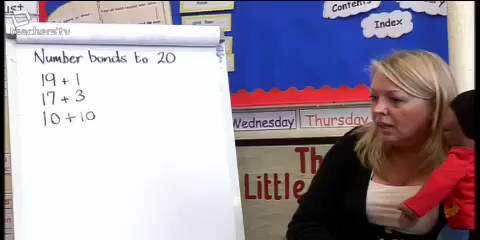 teachers'tv
Number bonds to 20
19 + 1
17 + 3
10 + 10
Contents
Index
Wednesday
Thursday
Th
Little